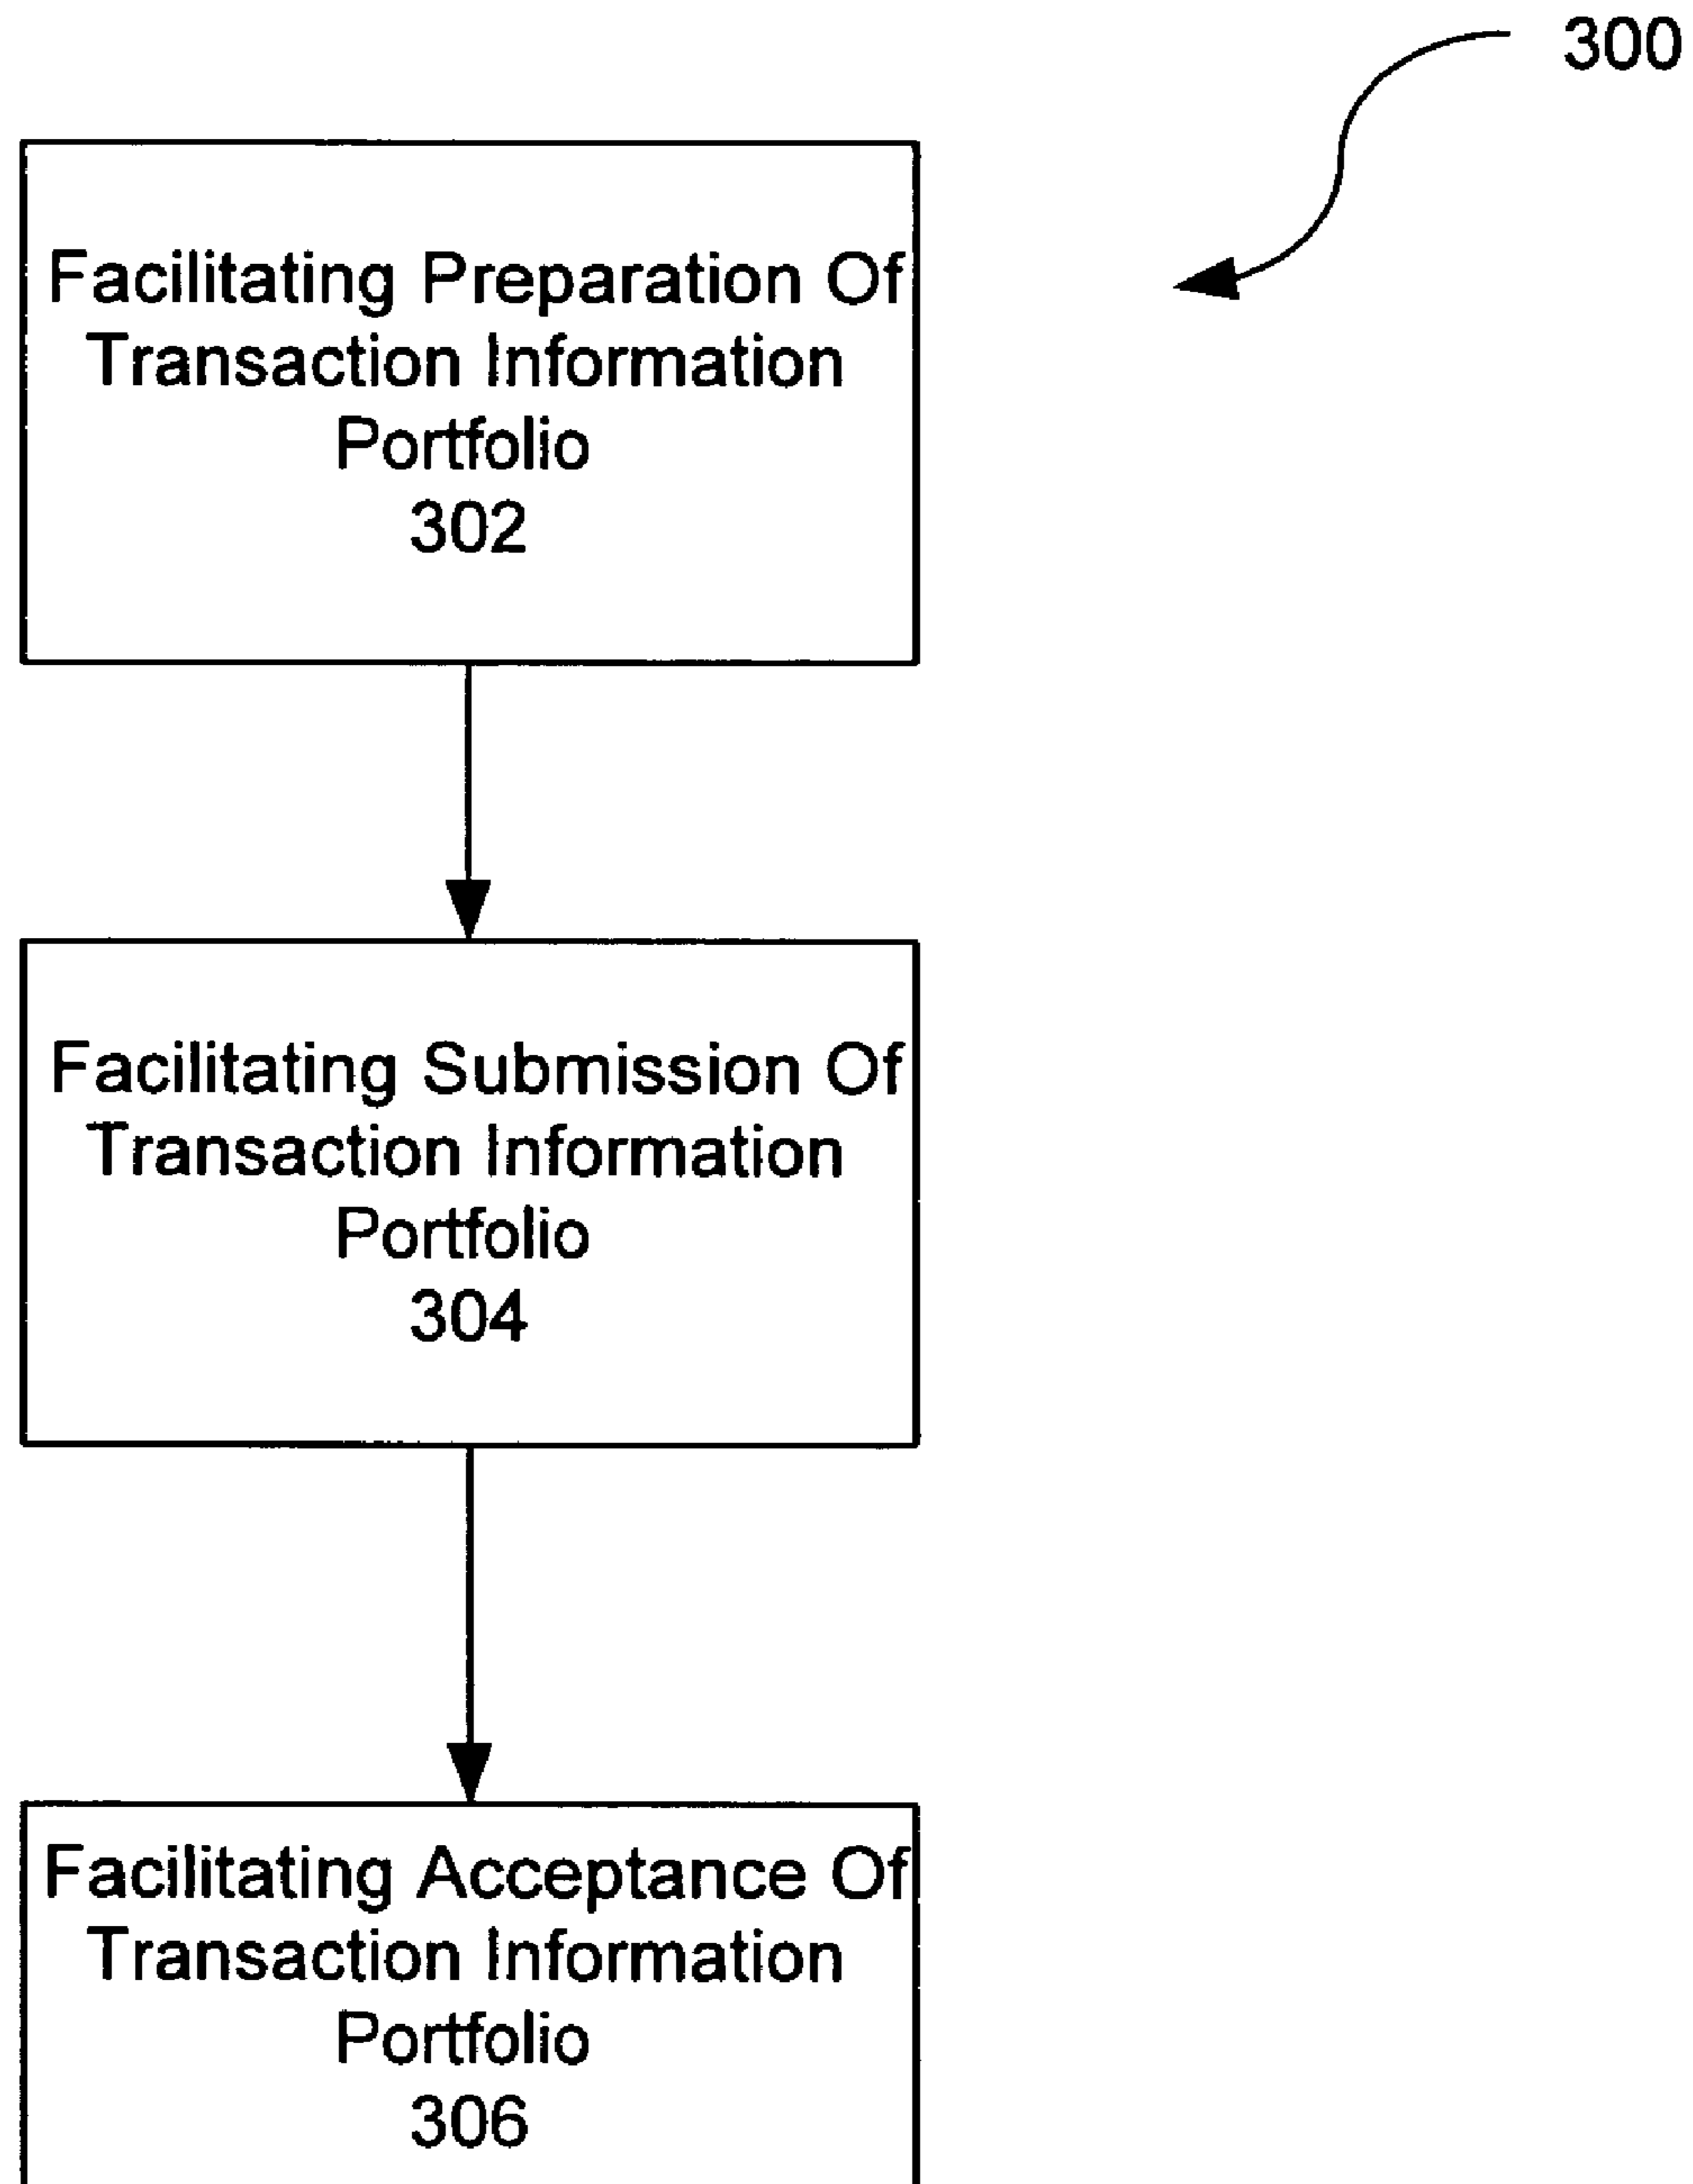 300
Facilitating Preparation Of
Transaction Information
Portfolio
302
Facilitating Submission Of
Transaction Information
Portfolio
304
Facilitating Acceptance Of
Transaction Information
Portfolio
306